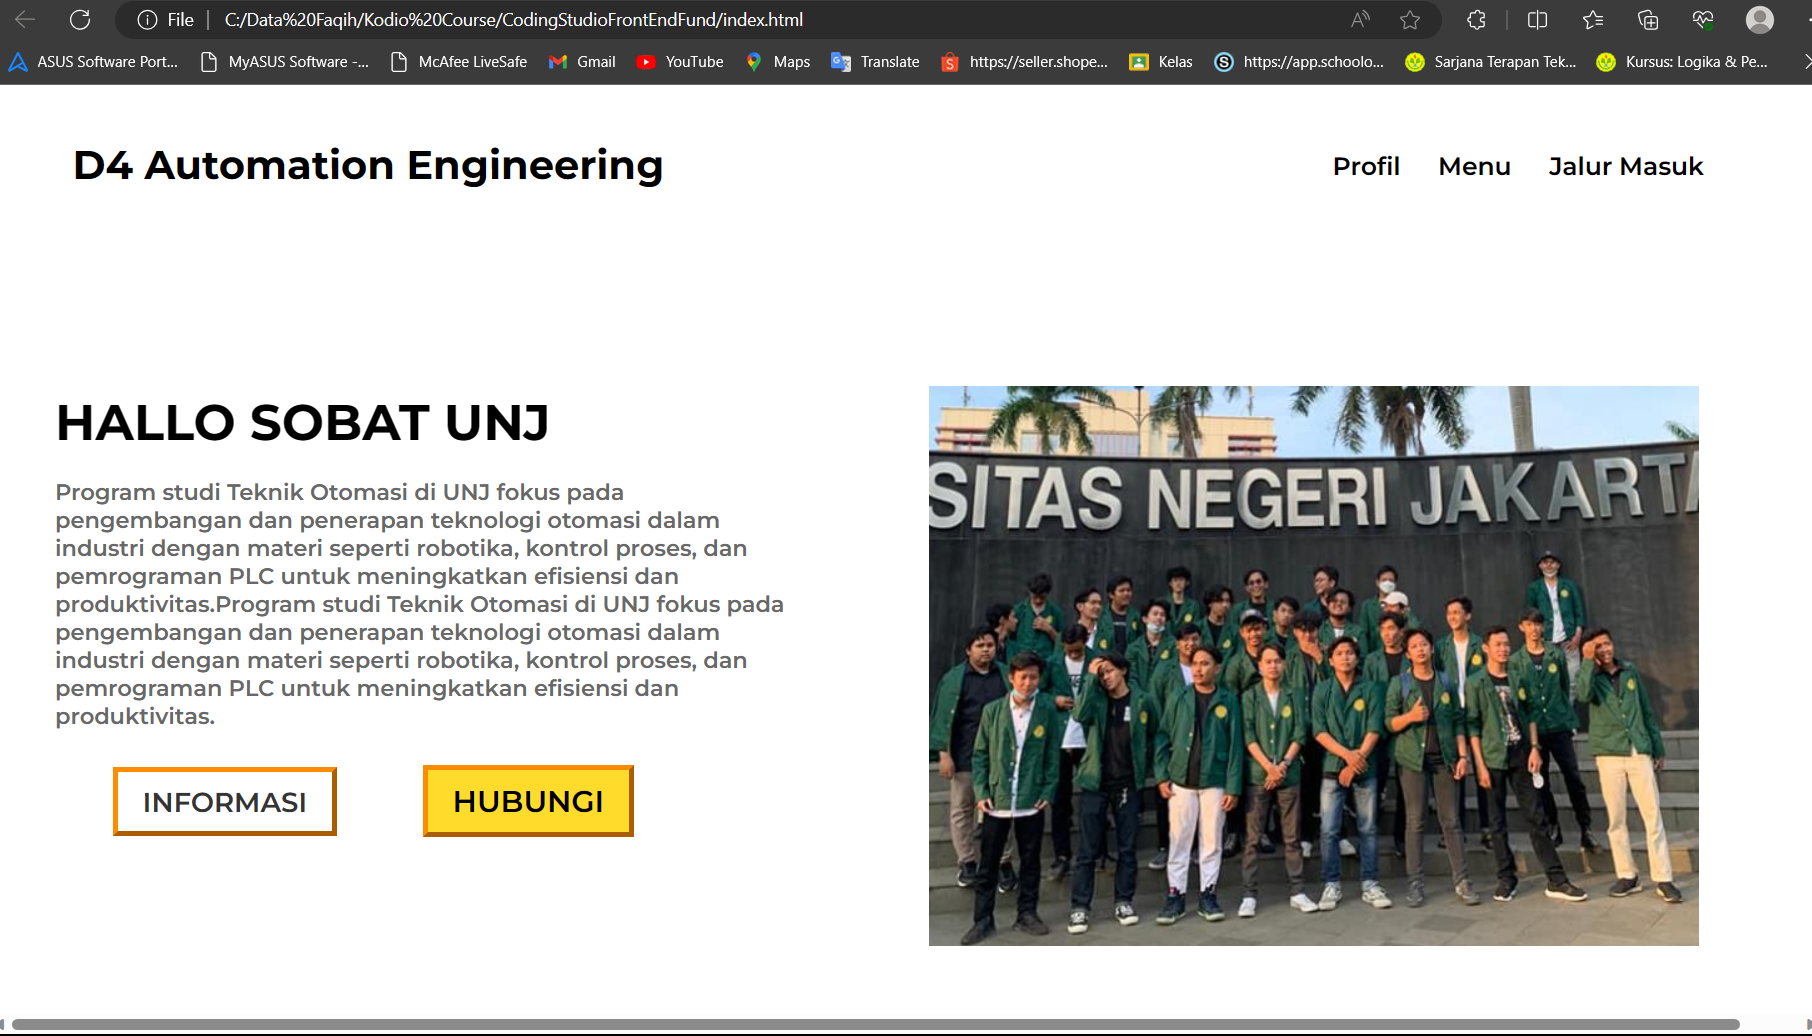 File
C:/Data%20Faqih/Kodio%20Course/CodingStudioFrontEndFund/index.html
ASUS Software Port...
MyASUS Software -...
McAfee LiveSafe
Gmail
YouTube
Maps
Translate
https://seller.shope...
Kelas
https://app.schoolo...
Sarjana Terapan Tek...
Kursus: Logika & Pe...
D4 Automation Engineering
Profil
Menu
Jalur Masuk
HALLO SOBAT UNJ
Program studi Teknik Otomasi di UNJ fokus pada
pengembangan dan penerapan teknologi otomasi dalam
industri dengan materi seperti robotika, kontrol proses, dan
pemrograman PLC untuk meningkatkan efisiensi dan
produktivitas.Program studi Teknik Otomasi di UNJ fokus pada
pengembangan dan penerapan teknologi otomasi dalam
industri dengan materi seperti robotika, kontrol proses, dan
pemrograman PLC untuk meningkatkan efisiensi dan
produktivitas.
INFORMASI
HUBUNGI
SITAS NEGERI JAKARTA